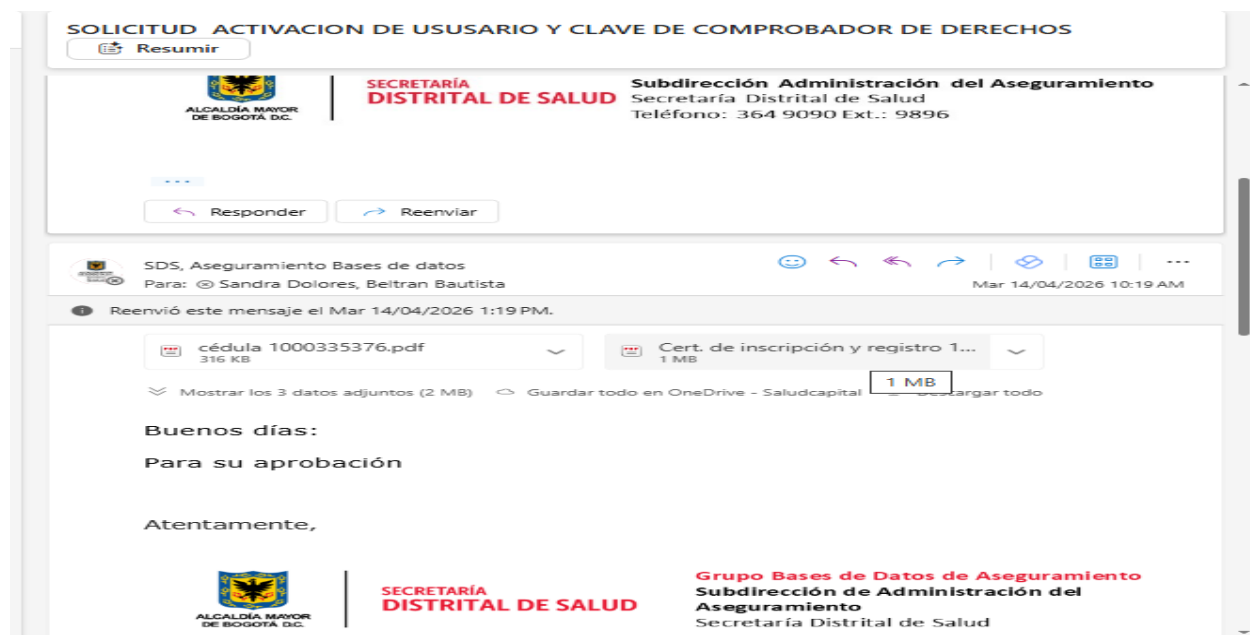 SOLICITUD ACTIVACION DE USUSARIO Y CLAVE DE COMPROBADOR DE DERECHOS
Resumir
ALCALDÍA MAYOR
DE BOGOTÁ D.C.
SECRETARÍA
DISTRITAL DE SALUD
Subdirección Administración del Aseguramiento
Secretaría Distrital de Salud
Teléfono: 364 9090 Ext.: 9896
Responder
Reenviar
SDS, Aseguramiento Bases de datos
Para: Sandra Dolores, Beltran Bautista
Mar 14/04/2026 10:19 AM
Reenvió este mensaje el Mar 14/04/2026 1:19 PM.
cédula 1000335376.pdf
316 KB
Cert. de inscripción y registro 1...
1 MB
1 MB
Mostrar los 3 datos adjuntos (2 MB)
Guardar todo en OneDrive - Saludcapital
todo
Buenos días:
Para su aprobación
Atentamente,
ALCALDÍA MAYOR
DE BOGOTÁ D.C.
SECRETARÍA
DISTRITAL DE SALUD
Grupo Bases de Datos de Aseguramiento
Subdirección de Administración del
Aseguramiento
Secretaría Distrital de Salud